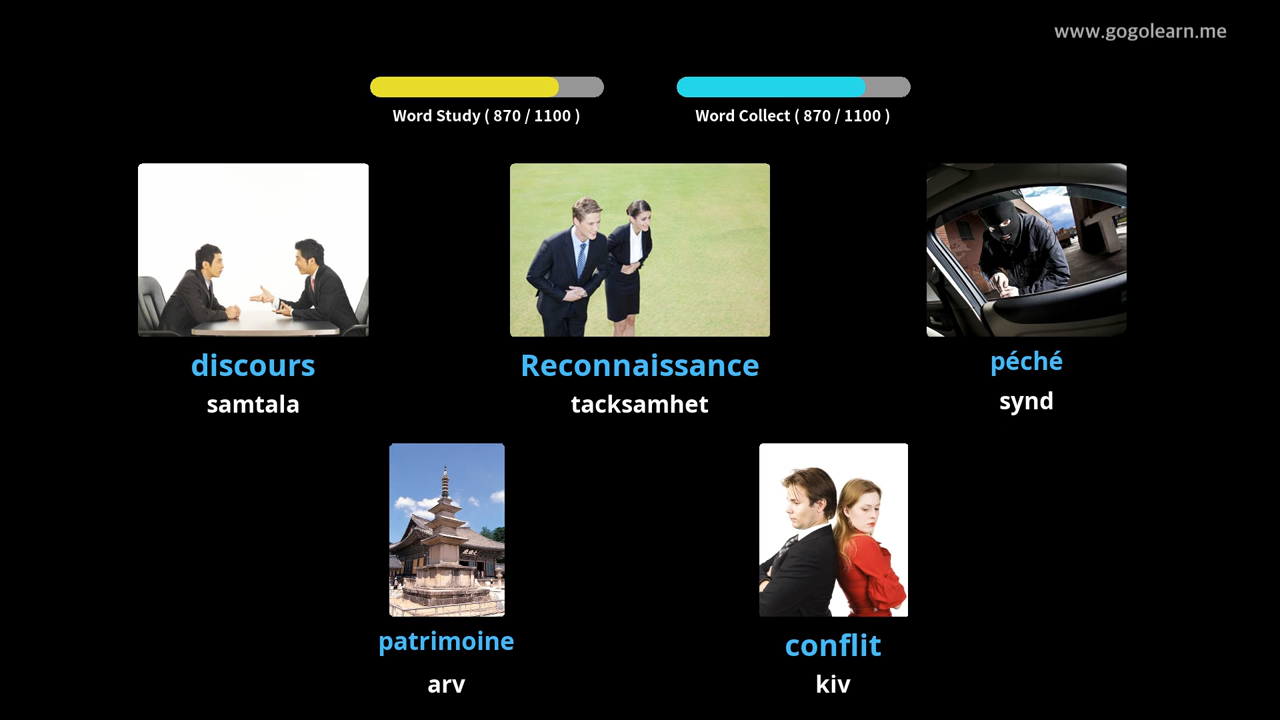 www.gogolearn.me
Word Study ( 870 / 1100 )
Word Collect ( 870 / 1100 )
discours
samtala
Reconnaissance
tacksamhet
péché
synd
patrimoine
arv
conflit
kiv